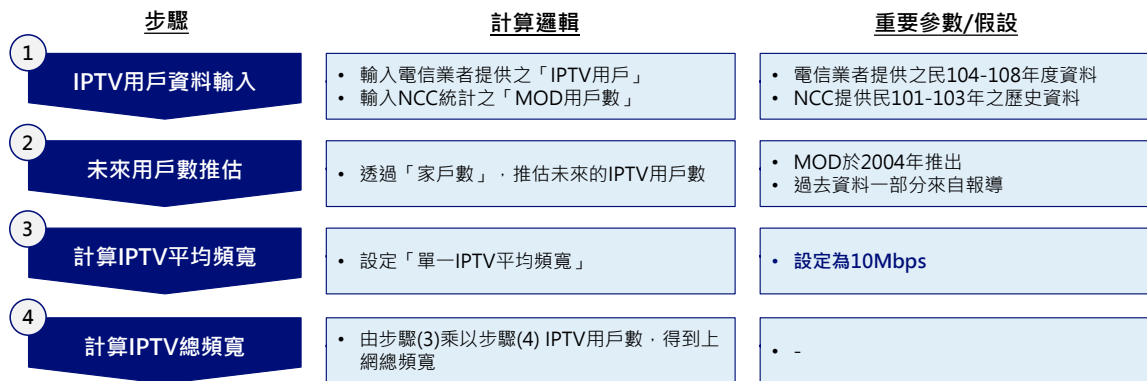 步驟
計算邏輯
重要參數/假設
1
IPTV用戶資料輸入
• 輸入電信業者提供之「IPTV用戶」
• 輸入NCC統計之「MOD用戶數」
• 電信業者提供之民104-108年度資料
• NCC提供民101-103年之歷史資料
2
未來用戶數推估
• 透過「家戶數」，推估未來的IPTV用戶數
• MOD於2004年推出
• 過去資料一部分來自報導
3
計算IPTV平均頻寬
• 設定「單一IPTV平均頻寬」
• 設定為10Mbps
4
計算IPTV總頻寬
• 由步驟(3)乘以步驟(4) IPTV用戶數，得到上
網總頻寬
• -